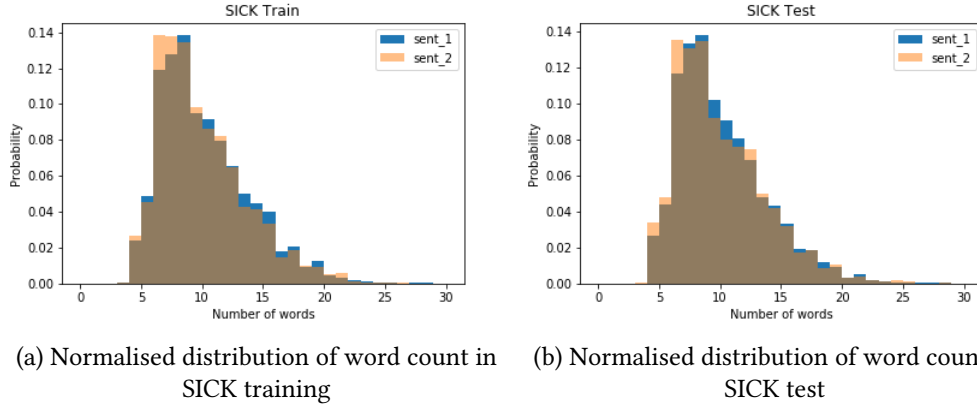 SICK Train
sent_1
sent_2
0.14
0.12
0.10
0.08
0.06
0.04
0.02
0.00
Probability
0 5 10 15 20 25 30
Number of words
(a) Normalised distribution of word count in
SICK training
SICK Test
sent_1
sent_2
0.14
0.12
0.10
0.08
0.06
0.04
0.02
0.00
Probability
0 5 10 15 20 25 30
Number of words
(b) Normalised distribution of word coun
SICK test